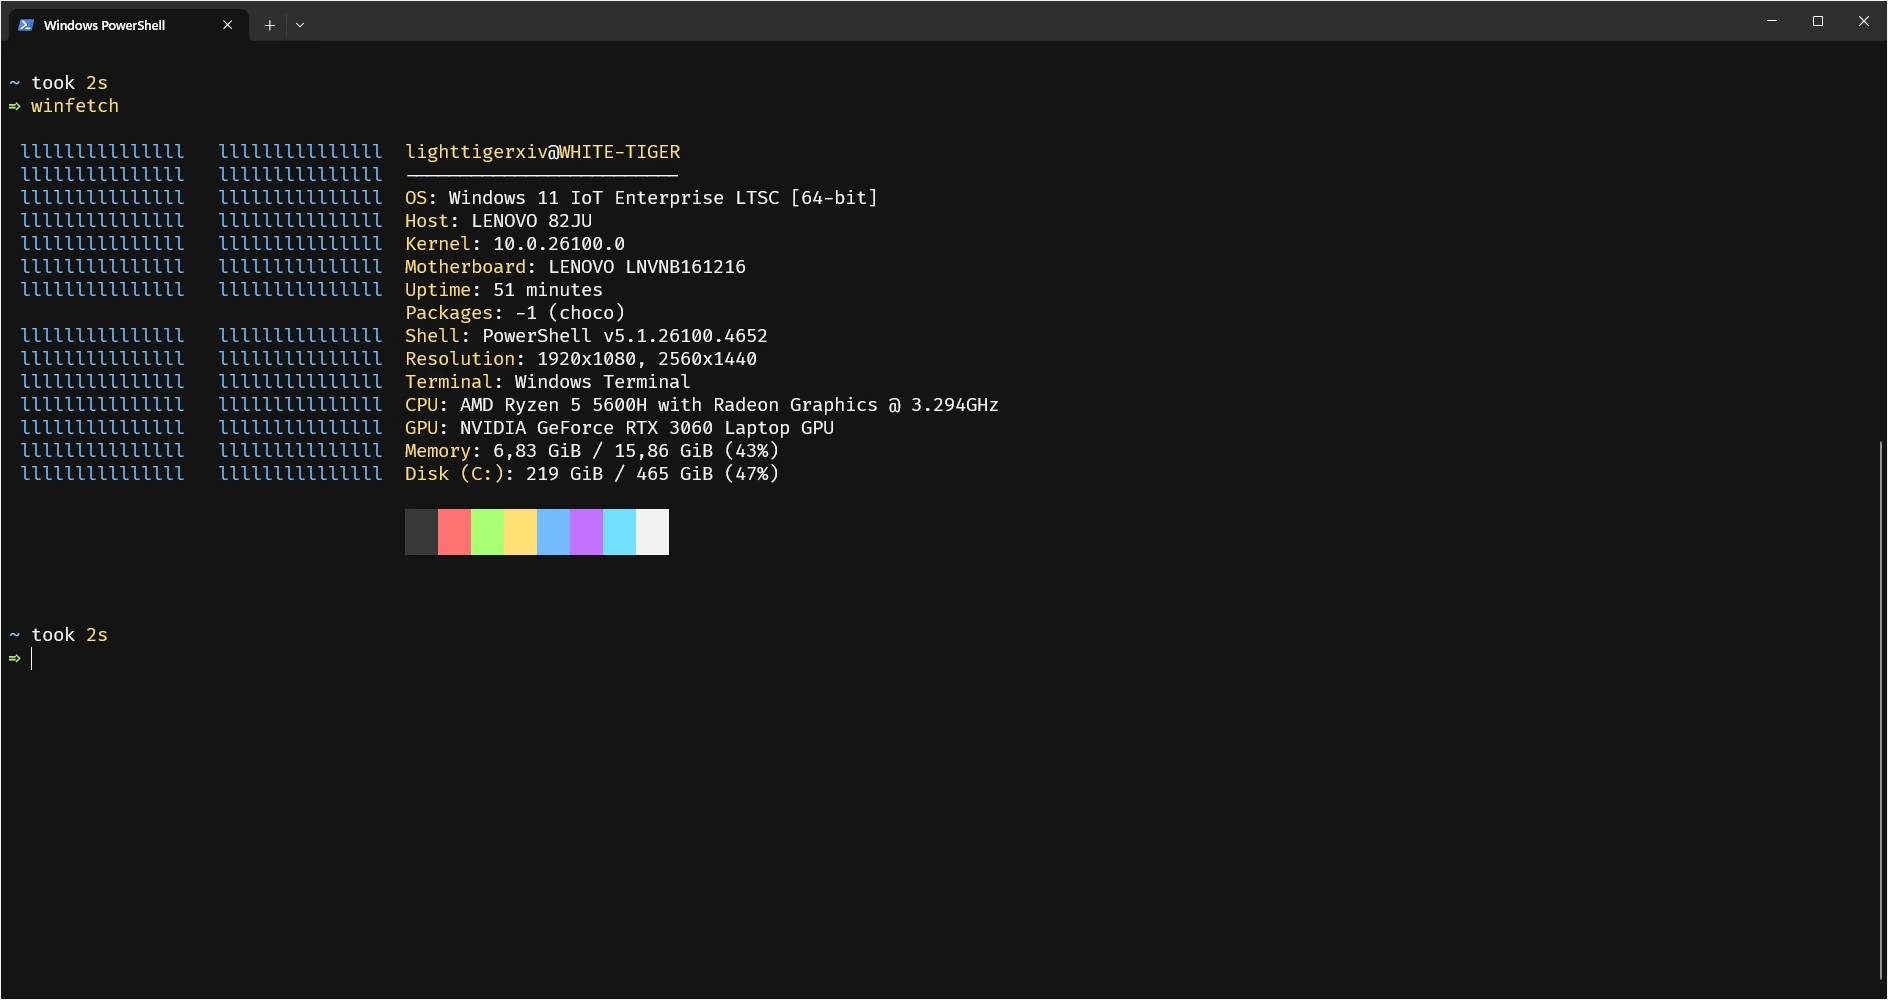 Windows PowerShell
~ took 2s
⇒ winfetch
lllllllllllllll   lllllllllllllll  lighttigerxiv@WHITE-TIGER
lllllllllllllll   lllllllllllllll  -------------------------
lllllllllllllll   lllllllllllllll  OS: Windows 11 IoT Enterprise LTSC [64-bit]
lllllllllllllll   lllllllllllllll  Host: LENOVO 82JU
lllllllllllllll   lllllllllllllll  Kernel: 10.0.26100.0
lllllllllllllll   lllllllllllllll  Motherboard: LENOVO LNVNB161216
lllllllllllllll   lllllllllllllll  Uptime: 51 minutes
Packages: -1 (choco)
lllllllllllllll   lllllllllllllll  Shell: PowerShell v5.1.26100.4652
lllllllllllllll   lllllllllllllll  Resolution: 1920x1080, 2560x1440
lllllllllllllll   lllllllllllllll  Terminal: Windows Terminal
lllllllllllllll   lllllllllllllll  CPU: AMD Ryzen 5 5600H with Radeon Graphics @ 3.294GHz
lllllllllllllll   lllllllllllllll  GPU: NVIDIA GeForce RTX 3060 Laptop GPU
lllllllllllllll   lllllllllllllll  Memory: 6,83 GiB / 15,86 GiB (43%)
lllllllllllllll   lllllllllllllll  Disk (C:): 219 GiB / 465 GiB (47%)
~ took 2s
⇒